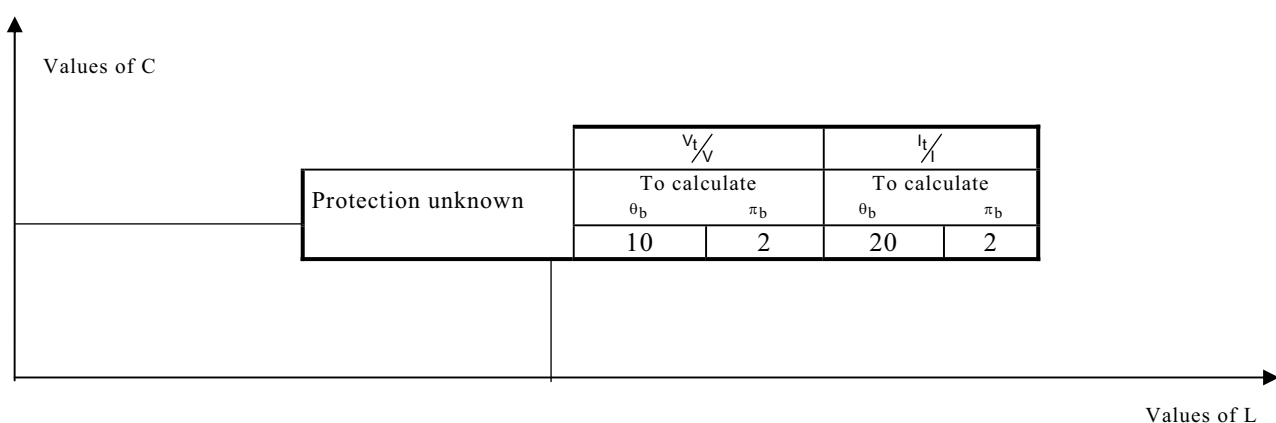 Values of C
Vt/V It/I
Protection unknown
To calculate To calculate
θb πb θb πb
10 2 20 2
Values of L